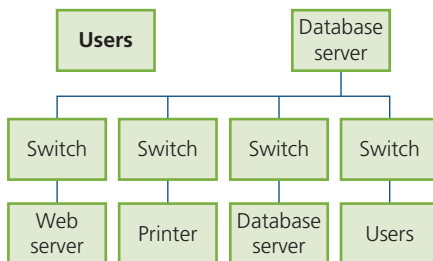 Users
Database
server
Switch
Switch
Switch
Switch
Web
server
Printer
Database
server
Users